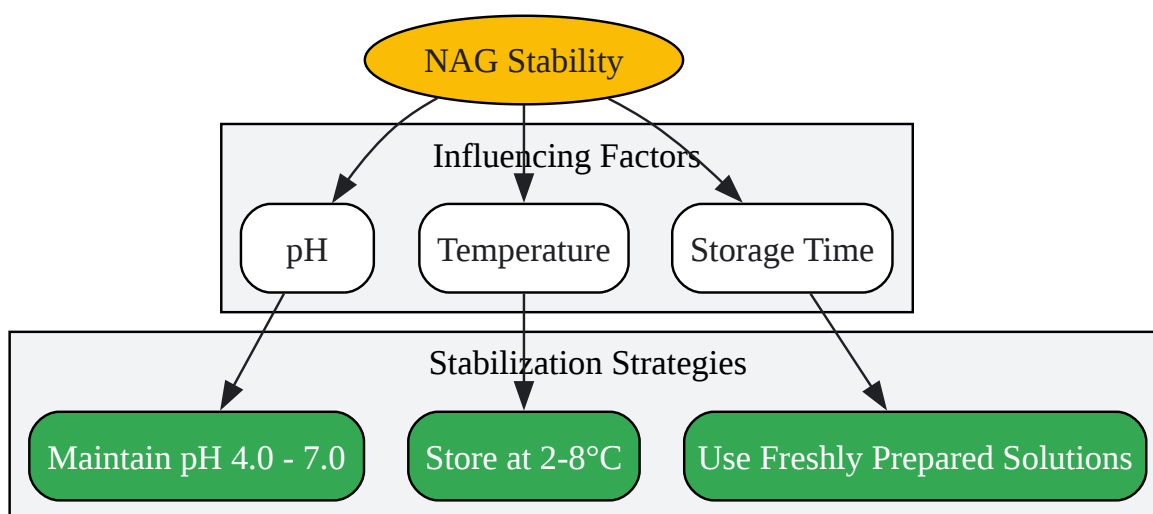 NAG Stability
Influencing Factors
pH
Temperature
Storage Time
Stabilization Strategies
Maintain pH 4.0 - 7.0
Store at 2-8°C
Use Freshly Prepared Solutions